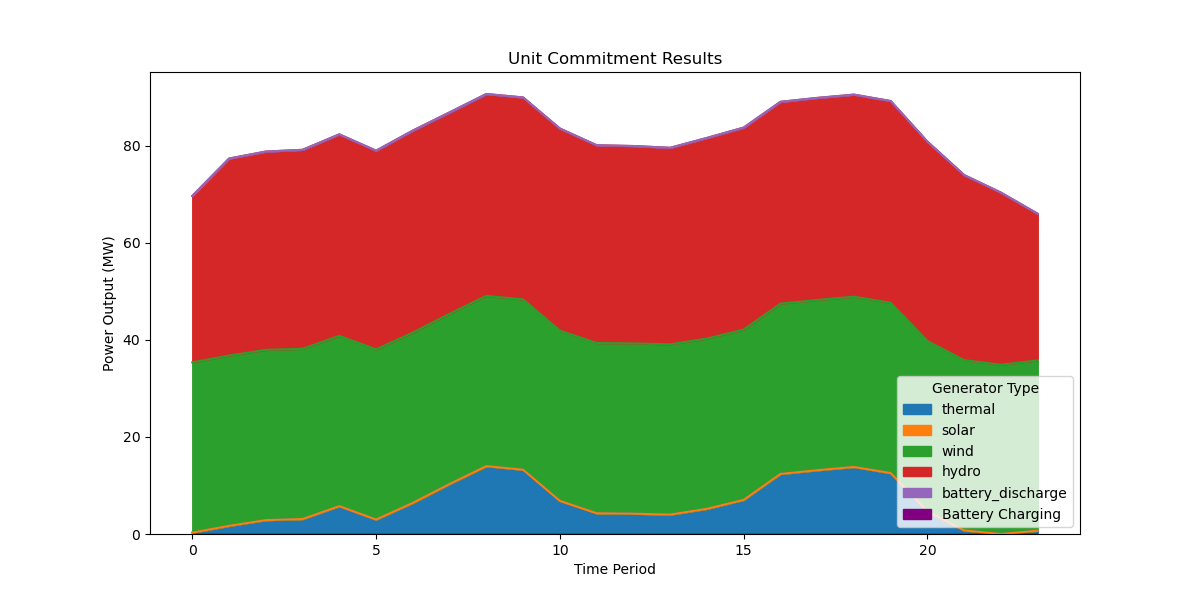 Unit Commitment Results
Power Output (MW)
80
60
40
20
0
0 5 10 15 20
Time Period
Generator Type
thermal
solar
wind
hydro
battery_discharge
Battery Charging